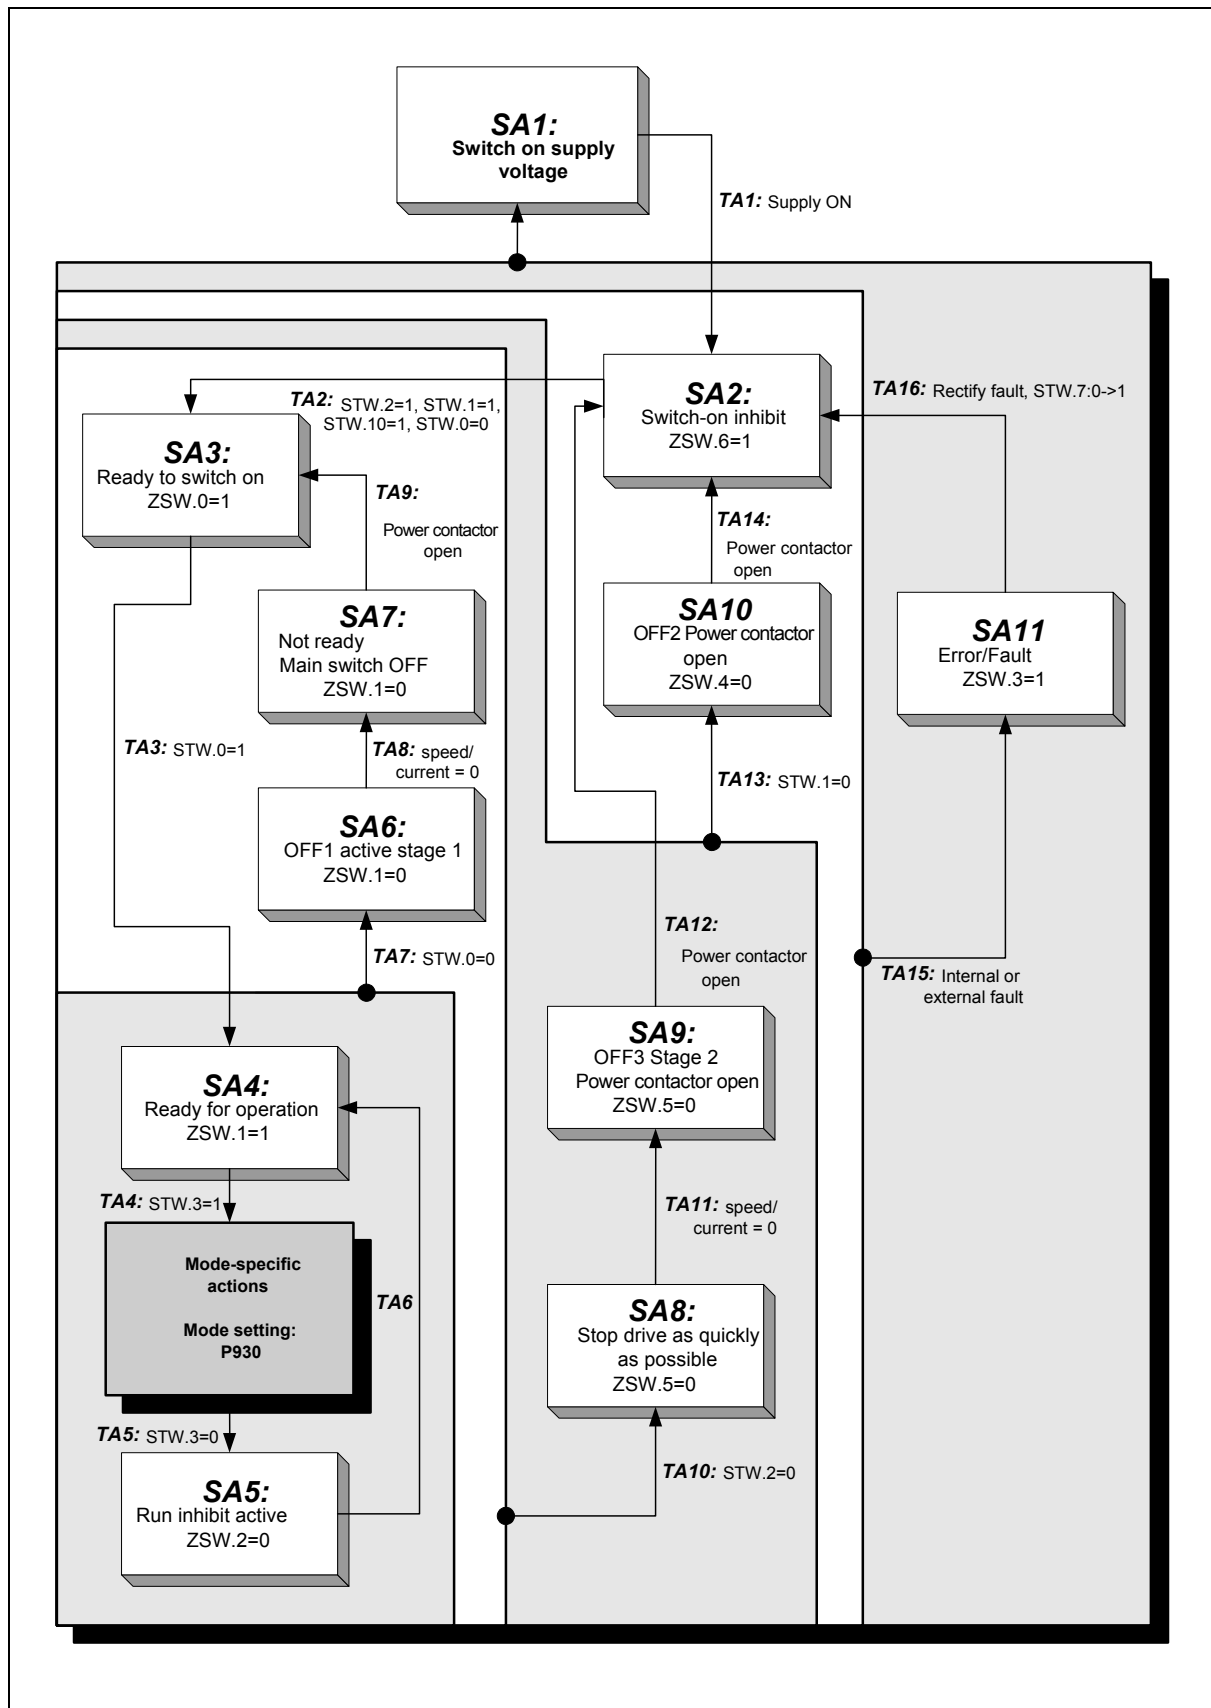 SA1:
Switch on supply
voltage
TA1: Supply ON
SA2:
Switch-on inhibit
ZSW.6=1
TA16: Rectify fault, STW.7:0->1
TA2: STW.2=1, STW.1=1,
STW.10=1, STW.0=0
SA3:
Ready to switch on
ZSW.0=1
TA9:
Power contactor
open
TA14:
Power contactor
open
SA7:
Not ready
Main switch OFF
ZSW.1=0
SA10
OFF2 Power contactor
open
ZSW.4=0
SA11
Error/Fault
ZSW.3=1
TA3: STW.0=1
TA8: speed/
current = 0
TA13: STW.1=0
SA6:
OFF1 active stage 1
ZSW.1=0
TA12:
Power contactor
open
TA7: STW.0=0
TA15: Internal or
external fault
SA9:
OFF3 Stage 2
Power contactor open
ZSW.5=0
SA4:
Ready for operation
ZSW.1=1
TA4: STW.3=1
TA11: speed/
current = 0
Mode-specific
actions
Mode setting:
P930
TA6
SA8:
Stop drive as quickly
as possible
ZSW.5=0
TA5: STW.3=0
TA10: STW.2=0
SA5:
Run inhibit active
ZSW.2=0